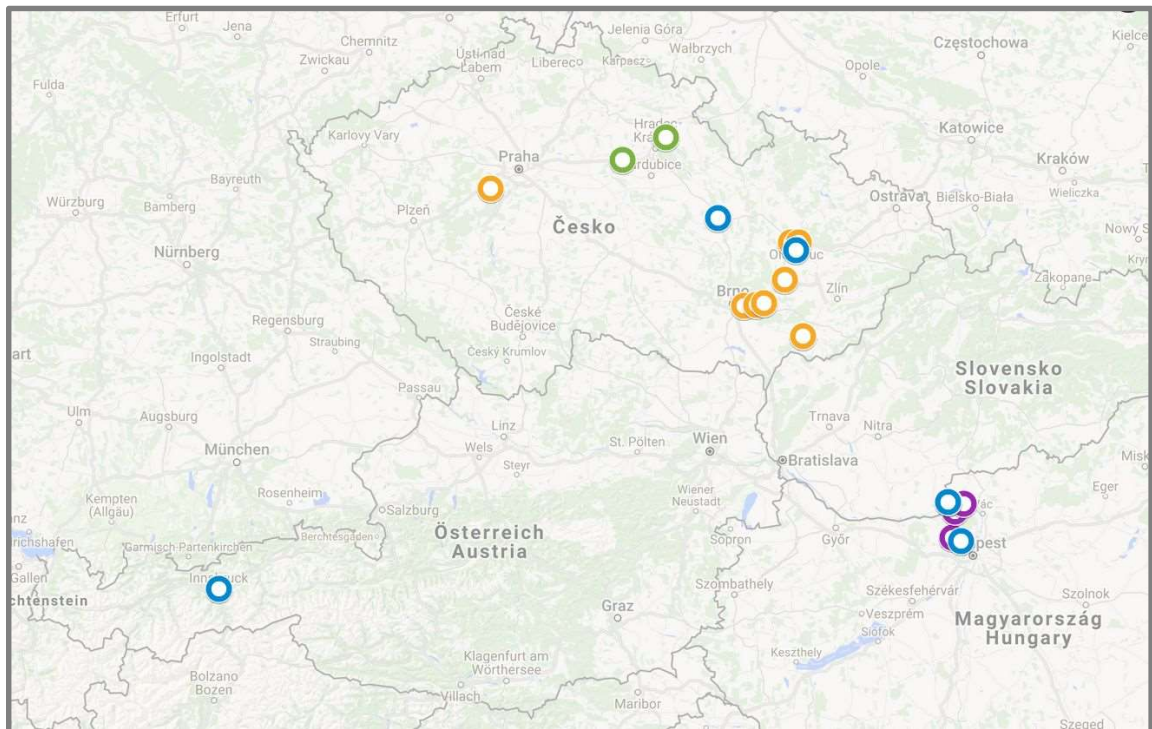 Erfurt
Jena
Chemnitz
Zwickau
Fulda
Ústí nad
Labem
Liberec
Jelenia Góra
Karpacz
Wałbrzych
Opole
Częstochowa
Kielce
Karlovy Vary
Praha
Hradec
Katowice
Kraków
Wieliczka
Bielsko-Biała
Ostrava
Würzburg
Bamberg
Bayreuth
Plzeň
Česko
Nürnberg
Brno
Zlín
Zakopane
České
Budějovice
Český Krumlov
Regensburg
Straubing
Ingolstadt
Passau
Slovensko
Slovakia
Ulm
Augsburg
München
Linz
Wels
Steyr
St. Pölten
Wien
Trnava
Nitra
Bratislava
Eger
Kempten
(Allgäu)
Rosenheim
Salzburg
Berchtesgaden
Garmisch-Partenkirchen
Wiener
Neustadt
Sopron
Győr
Österreich
Austria
Innsbruck
Szombathely
Székesfehérvár
Szolnok
Graz
Veszprém
Siófok
Magyarország
Hungary
Keszthely
Klagenfurt am
Wörthersee
Villach
Maribor
Bolzano
Bozen
Szeged